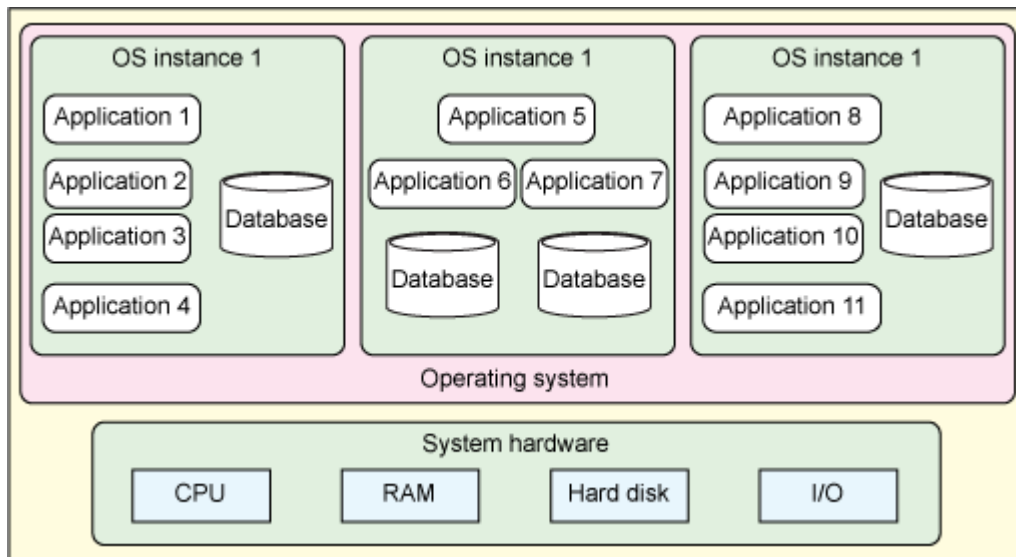 OS instance 1
Application 1
Application 2
Application 3
Application 4
Database
OS instance 1
Application 5
Application 6
Application 7
Database
Database
OS instance 1
Application 8
Application 9
Application 10
Application 11
Database
Operating system
System hardware
CPU
RAM
Hard disk
I/O